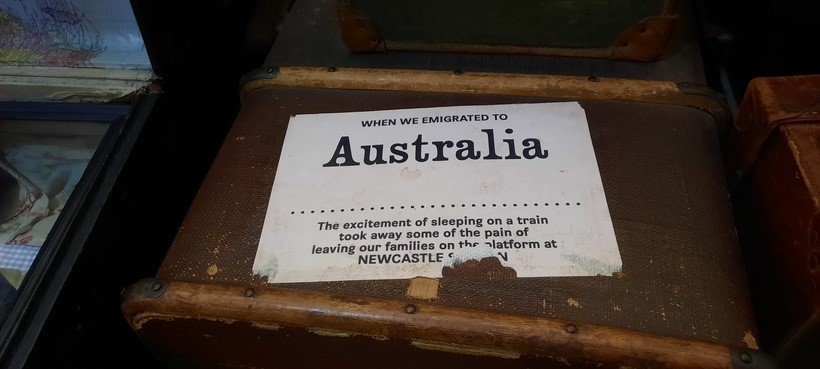 WHEN WE EMIGRATED TO
Australia
The excitement of sleeping on a train
took away some of the pain of
leaving our families on the platform at
NEWCASTLE